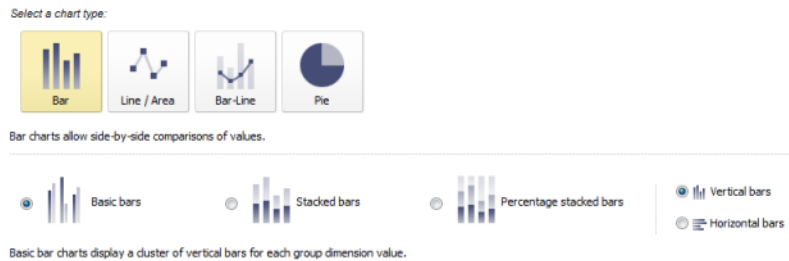 Select a chart type:
Bar
Line / Area
Bar-Line
Pie
Bar charts allow side-by-side comparisons of values.
Basic bars
Stacked bars
Percentage stacked bars
Vertical bars
Horizontal bars
Basic bar charts display a cluster of vertical bars for each group dimension value.